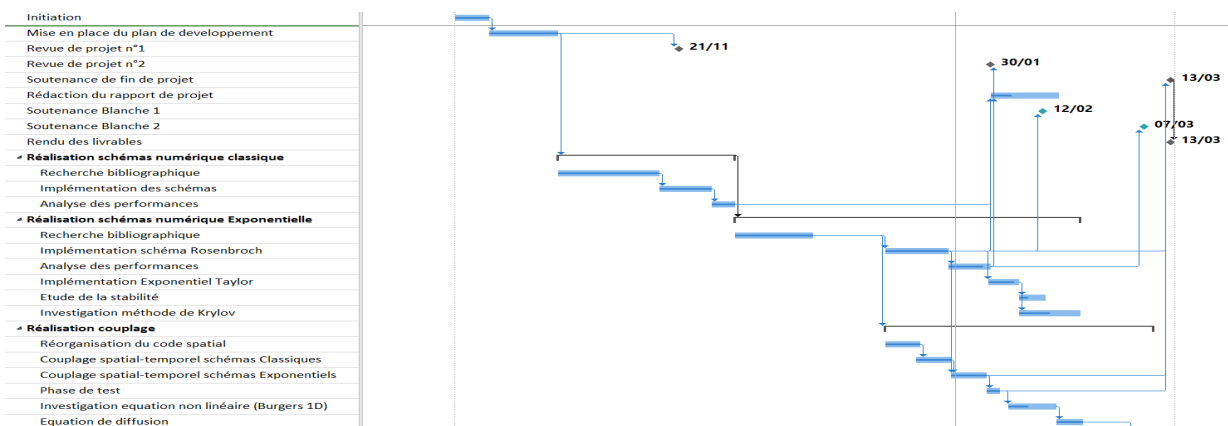 Initiation
Mise en place du plan de developpement
Revue de projet n°1
21/11
Revue de projet n°2
30/01
Soutenance de fin de projet
13/03
Rédaction du rapport de projet
Soutenance Blanche 1
12/02
Soutenance Blanche 2
07/03
Rendu des livrables
13/03
Réalisation schémas numérique classique
Recherche bibliographique
Implémentation des schémas
Analyse des performances
Réalisation schémas numérique Exponentielle
Recherche bibliographique
Implémentation schéma Rosenbroch
Analyse des performances
Implémentation Exponentiel Taylor
Etude de la stabilité
Investigation méthode de Krylov
Réalisation couplage
Réorganisation du code spatial
Couplage spatial-temporel schémas Classiques
Couplage spatial-temporel schémas Exponentiels
Phase de test
Investigation equation non linéaire (Burgers 1D)
Equation de diffusion